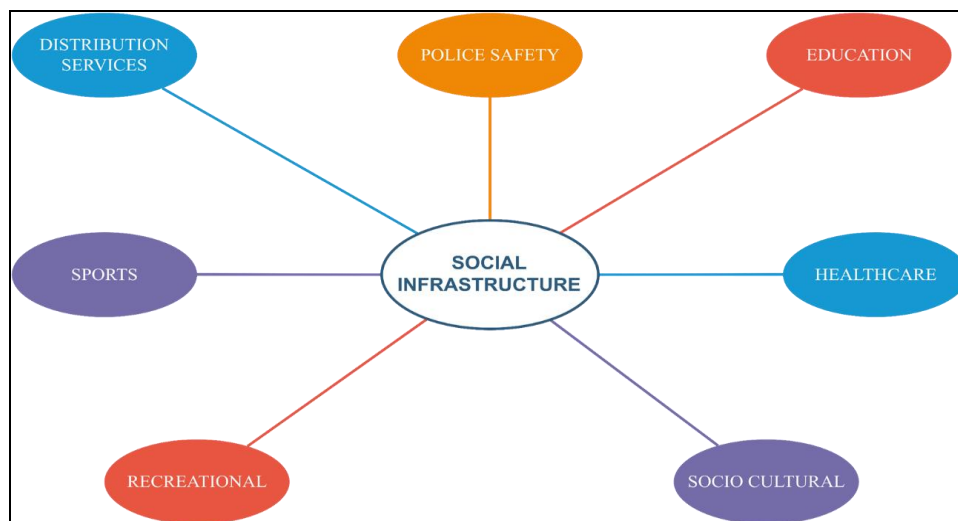 DISTRIBUTION
SERVICES
POLICE SAFETY
EDUCATION
SPORTS
SOCIAL
INFRASTRUCTURE
HEALTHCARE
RECREATIONAL
SOCIO CULTURAL